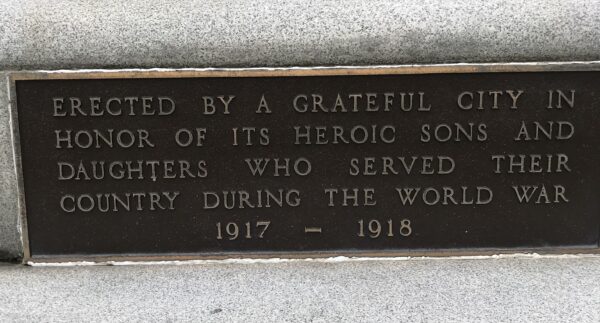 ERECTED BY A GRATEFUL CITY IN
HONOR OF ITS HEROIC SONS AND
DAUGHTERS WHO SERVED THEIR
COUNTRY DURING THE WORLD WAR
1917 – 1918